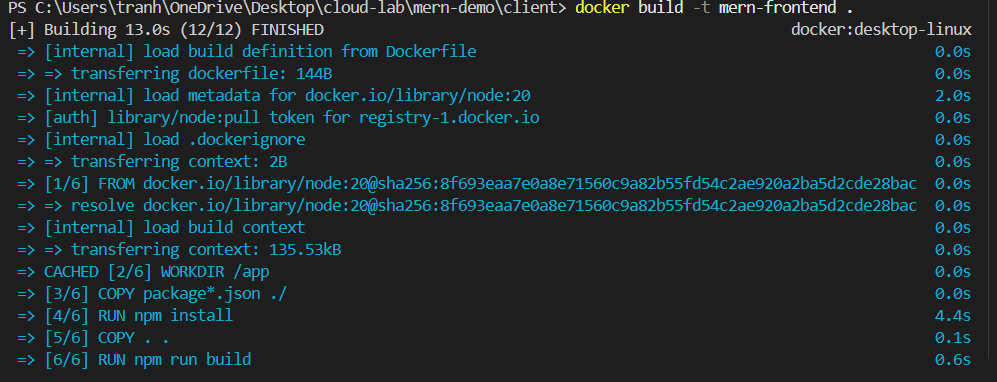 PS C:\Users\tranh\OneDrive\Desktop\cloud-lab\mern-demo\client> docker build -t mern-frontend .
[+] Building 13.0s (12/12) FINISHED docker:desktop-linux
=> [internal] load build definition from Dockerfile 0.0s
=> => transferring dockerfile: 144B 0.0s
=> [internal] load metadata for docker.io/library/node:20 2.0s
=> [auth] library/node:pull token for registry-1.docker.io 0.0s
=> [internal] load .dockerignore 0.0s
=> => transferring context: 2B 0.0s
=> [1/6] FROM docker.io/library/node:20@sha256:8f693eaa7e0a8e71560c9a82b55fd54c2ae920a2ba5d2cde28bac 0.0s
=> => resolve docker.io/library/node:20@sha256:8f693eaa7e0a8e71560c9a82b55fd54c2ae920a2ba5d2cde28bac 0.0s
=> [internal] load build context 0.0s
=> => transferring context: 135.53kB 0.0s
=> CACHED [2/6] WORKDIR /app 0.0s
=> [3/6] COPY package*.json ./ 0.0s
=> [4/6] RUN npm install 4.4s
=> [5/6] COPY . . 0.1s
=> [6/6] RUN npm run build 0.6s